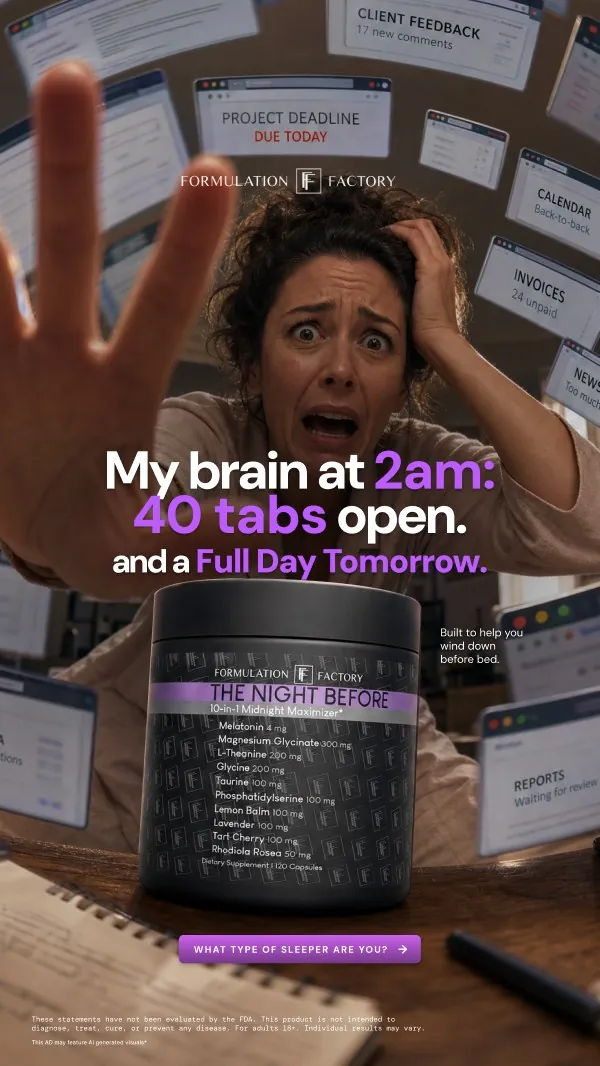 CLIENT FEEDBACK
17 new comments
PROJECT DEADLINE
DUE TODAY
FORMULATION F FACTORY
CALENDAR
Back-to-back
INVOICES
24 unpaid
NEWS
Too much
My brain at 2am:
40 tabs open.
and a Full Day Tomorrow.
Built to help you
wind down
before bed.
FORMULATION F FACTORY
THE NIGHT BEFORE
10-in-1 Midnight Maximizer*
Melatonin 4 mg
Magnesium Glycinate 300 mg
L-Theanine 200 mg
Glycine 200 mg
Taurine 100 mg
Phosphatidylserine 100 mg
Lemon Balm 100 mg
Lavender 100 mg
Tart Cherry 100 mg
Rhodiola Rosea 50 mg
Dietary Supplement | 120 Capsules
REPORTS
Waiting for review
WHAT TYPE OF SLEEPER ARE YOU? →
These statements have not been evaluated by the FDA. This product is not intended to
diagnose, treat, cure, or prevent any disease. For adults 18+. Individual results may vary.
This AD may feature AI generated visuals*